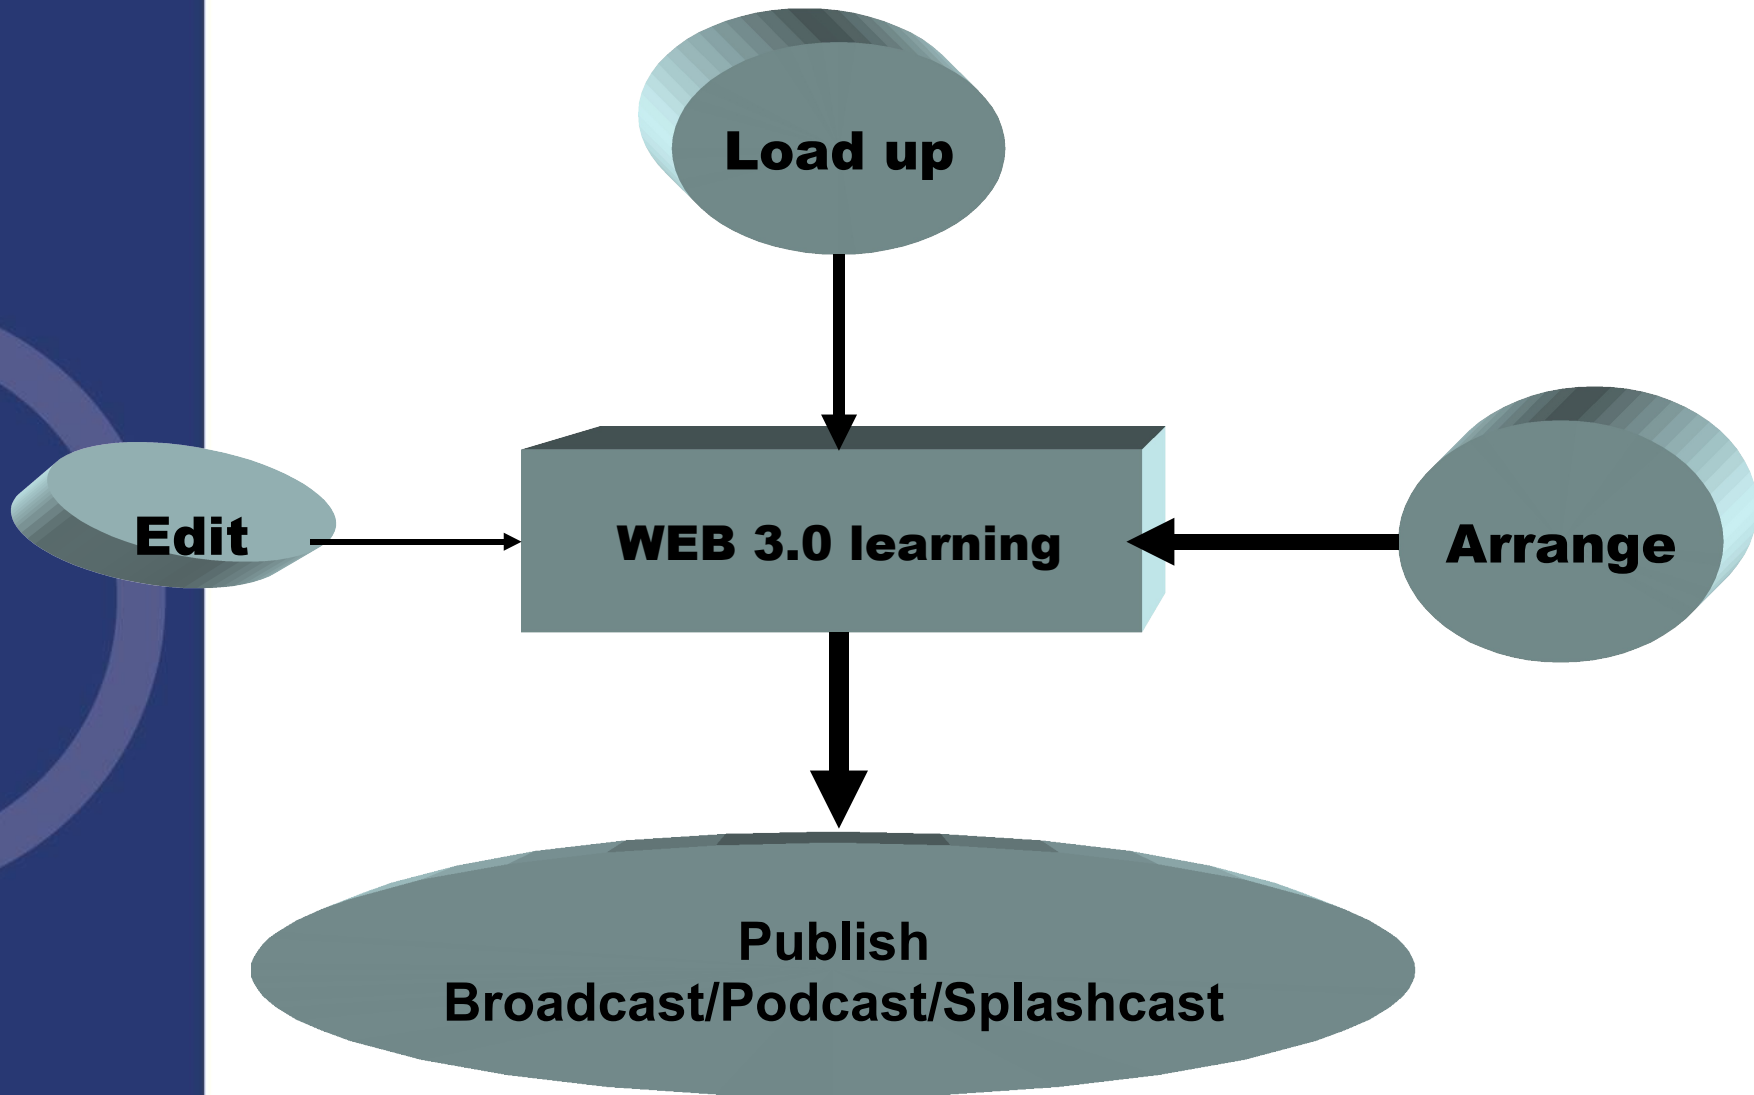 Load up
Edit
WEB 3.0 learning
Arrange
Publish
Broadcast/Podcast/Splashcast